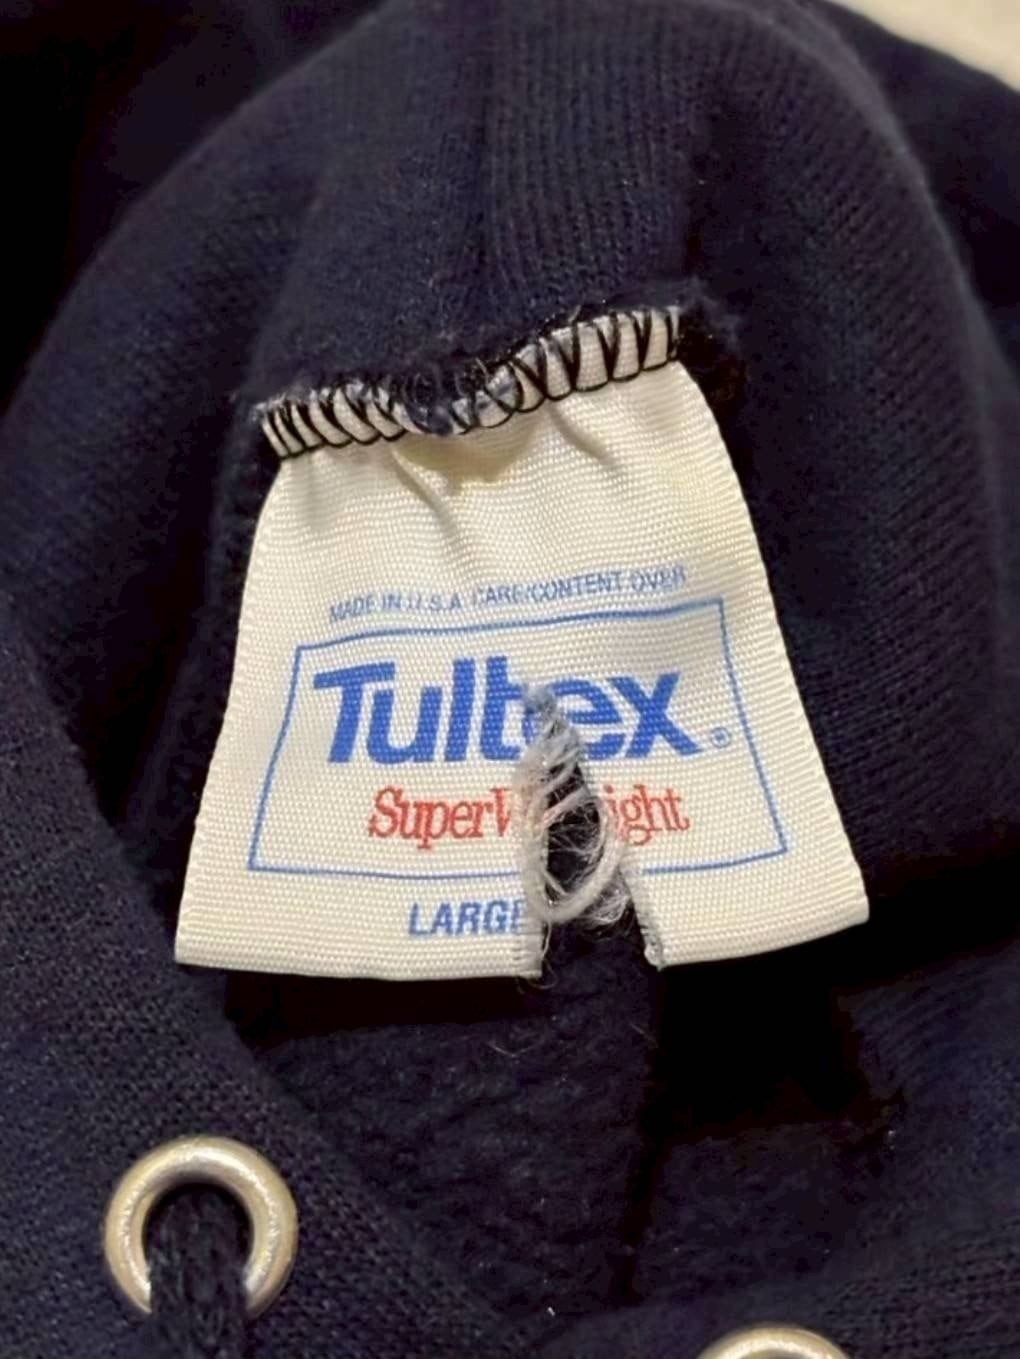 MADE IN U.S.A. CARE/CONTENT OVER
Tultex®
LARGE